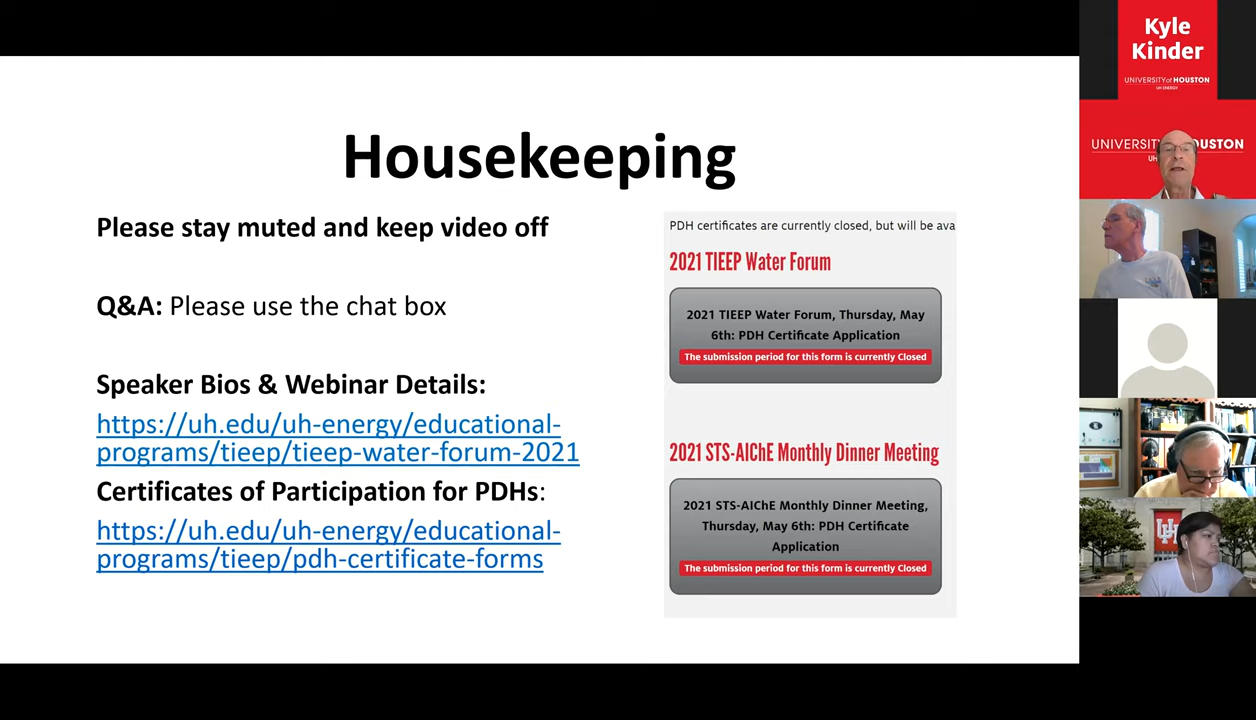 Housekeeping
Please stay muted and keep video off
Q&A: Please use the chat box
Speaker Bios & Webinar Details:
https://uh.edu/uh-energy/educational-
programs/tieep/tieep-water-forum-2021
Certificates of Participation for PDHs:
https://uh.edu/uh-energy/educational-
programs/tieep/pdh-certificate-forms
PDH certificates are currently closed, but will be ava
2021 TIEEP Water Forum
2021 TIEEP Water Forum, Thursday, May
6th: PDH Certificate Application
The submission period for this form is currently Closed
2021 STS-AIChE Monthly Dinner Meeting
2021 STS-AIChE Monthly Dinner Meeting,
Thursday, May 6th: PDH Certificate
Application
The submission period for this form is currently Closed
Kyle
Kinder
UNIVERSITY of HOUSTON
UH ENERGY
UNIVERSITY HOUSTON
UH